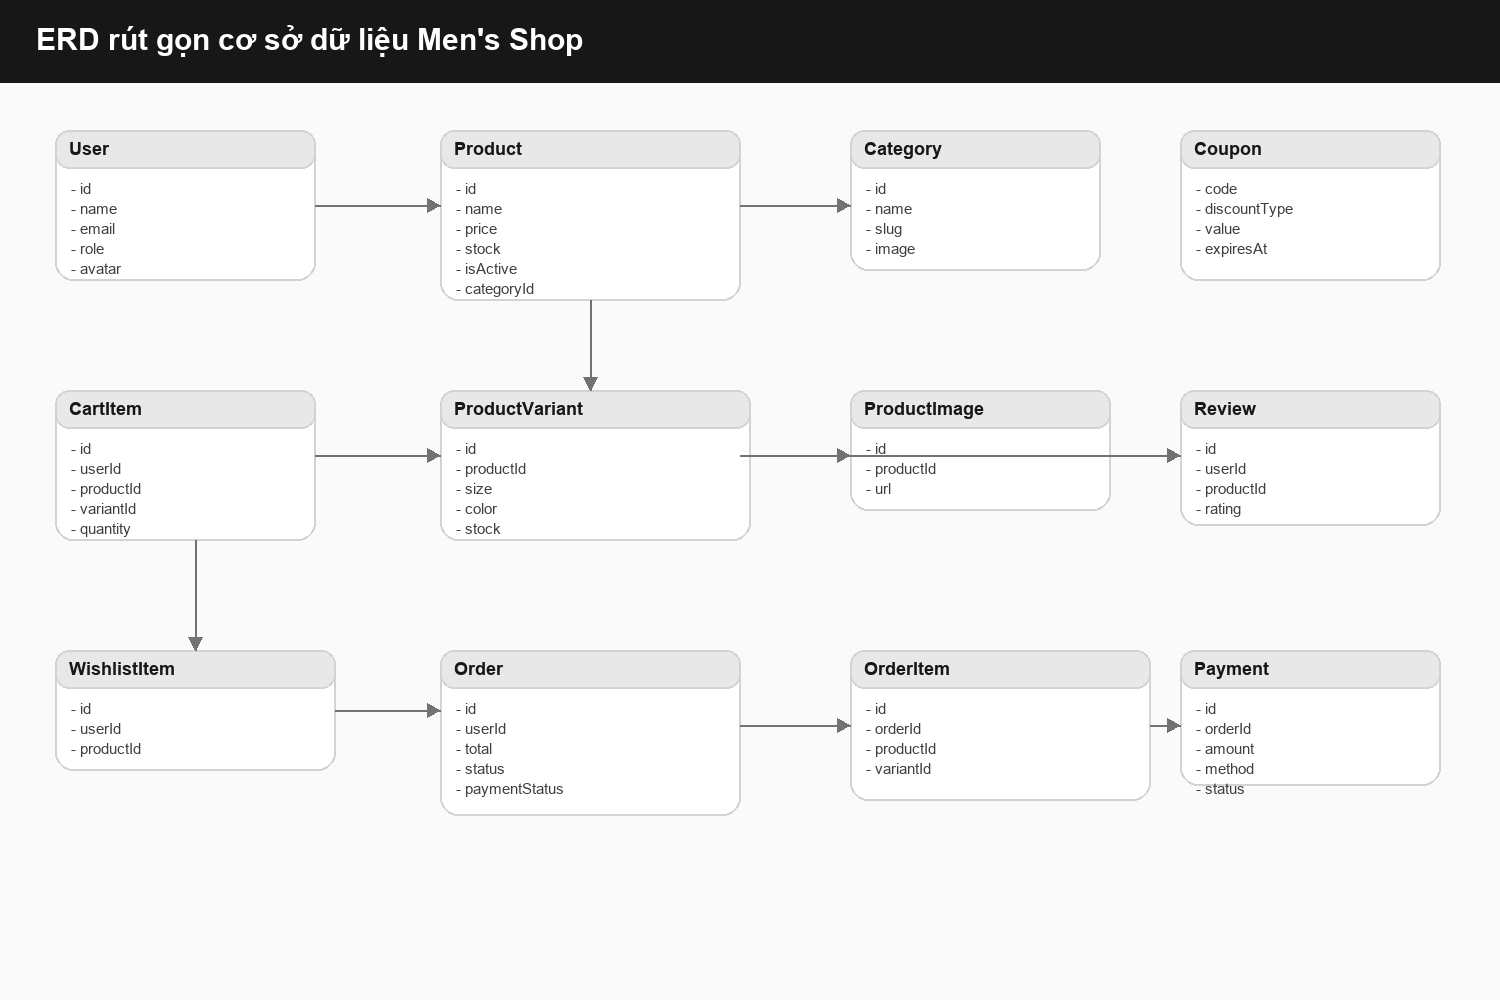 ERD rút gọn cơ sở dữ liệu Men's Shop
User
- id
- name
- email
- role
- avatar
Product
- id
- name
- price
- stock
- isActive
- categoryId
Category
- id
- name
- slug
- image
Coupon
- code
- discountType
- value
- expiresAt
CartItem
- id
- userId
- productId
- variantId
- quantity
ProductVariant
- id
- productId
- size
- color
- stock
ProductImage
- id
- productId
- url
Review
- id
- userId
- productId
- rating
WishlistItem
- id
- userId
- productId
Order
- id
- userId
- total
- status
- paymentStatus
OrderItem
- id
- orderId
- productId
- variantId
Payment
- id
- orderId
- amount
- method
- status